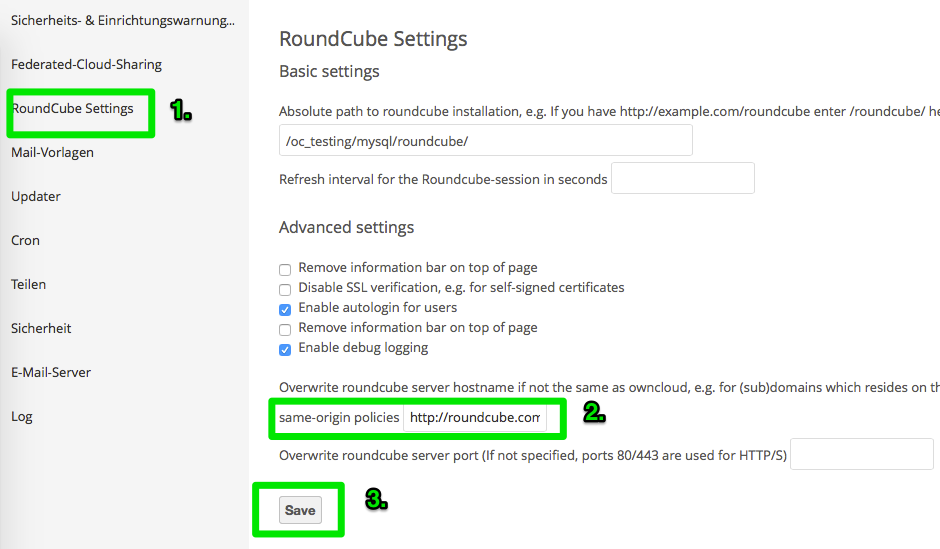 Sicherheits- & Einrichtungswarnung...
Federated-Cloud-Sharing
RoundCube Settings
1.
Mail-Vorlagen
Updater
Cron
Teilen
Sicherheit
E-Mail-Server
Log
RoundCube Settings
Basic settings
Absolute path to roundcube installation, e.g. If you have http://example.com/roundcube enter /roundcube/ he
/oc_testing/mysql/roundcube/
Refresh interval for the Roundcube-session in seconds
Advanced settings
Remove information bar on top of page
Disable SSL verification, e.g. for self-signed certificates
Enable autologin for users
Remove information bar on top of page
Enable debug logging
Overwrite roundcube server hostname if not the same as owncloud, e.g. for (sub)domains which resides on th
same-origin policies http://roundcube.com
2.
Overwrite roundcube server port (If not specified, ports 80/443 are used for HTTP/S)
Save
3.